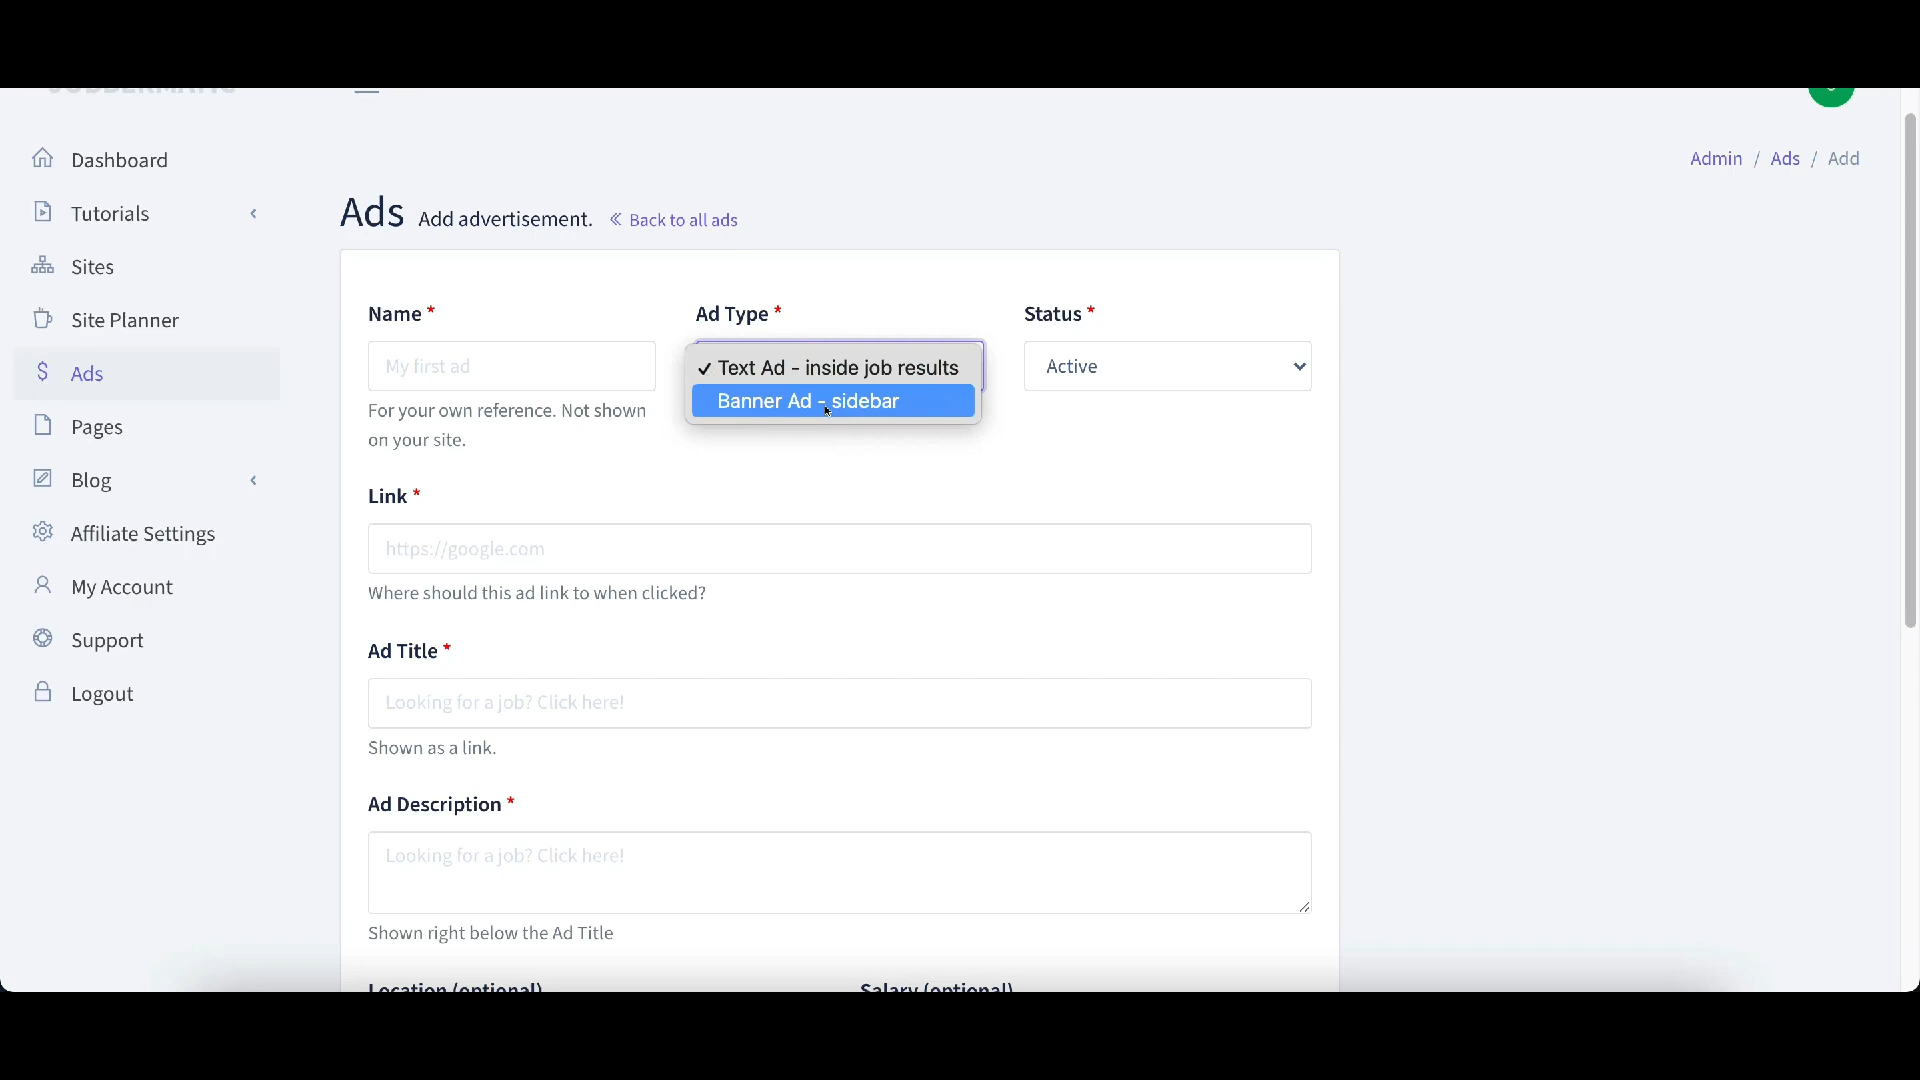 Dashboard
Tutorials
Sites
Site Planner
Ads
Pages
Blog
Affiliate Settings
My Account
Support
Logout
Admin / Ads / Add
Ads Add advertisement. « Back to all ads
Name * Ad Type * Status *
My first ad ✓ Text Ad - inside job results Active
Banner Ad - sidebar
For your own reference. Not shown
on your site.
Link *
https://google.com
Where should this ad link to when clicked?
Ad Title *
Looking for a job? Click here!
Shown as a link.
Ad Description *
Looking for a job? Click here!
Shown right below the Ad Title
Location (optional) Salary (optional)